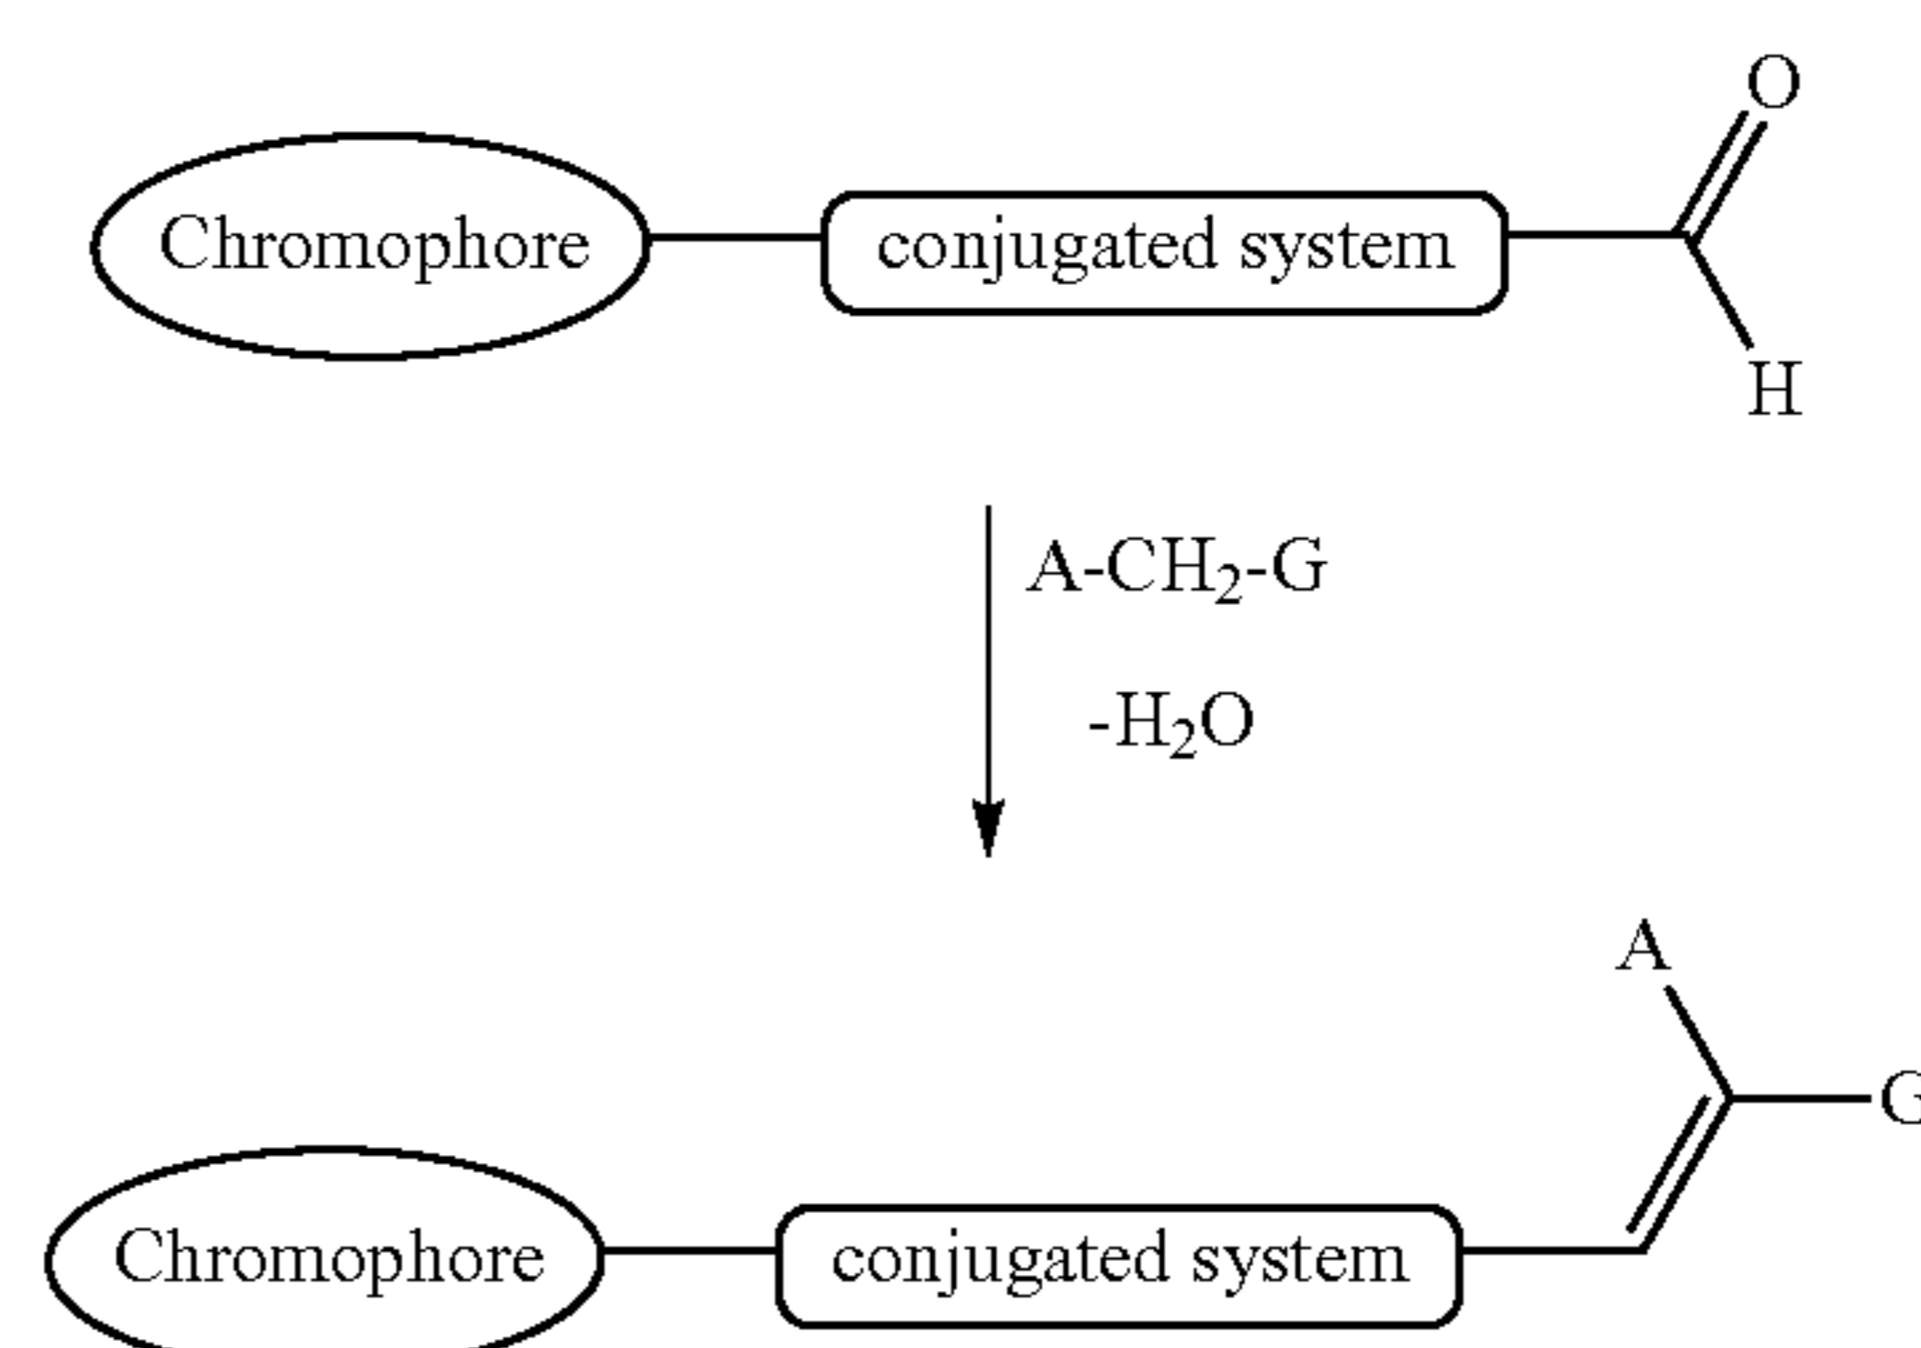 O
Chromophore conjugated system
H
A-CH₂-G
-H₂O
A
G
Chromophore conjugated system